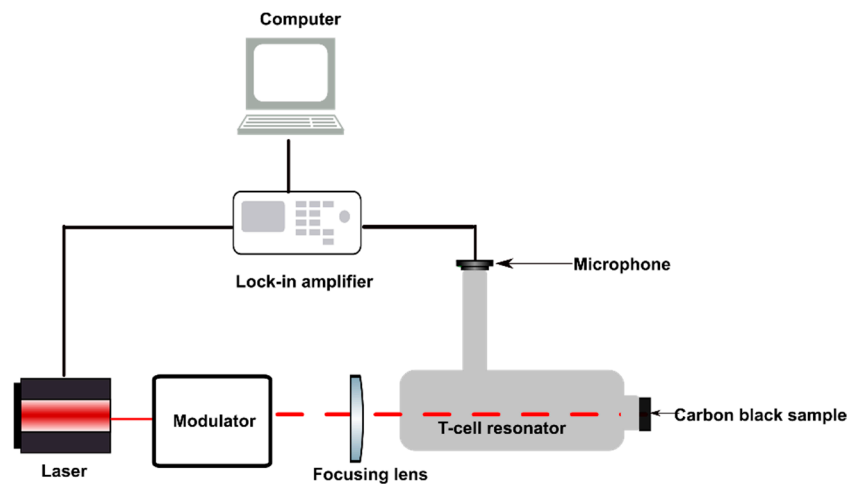 Computer
Microphone
Lock-in amplifier
Modulator
Carbon black sample
T-cell resonator
Laser
Focusing lens